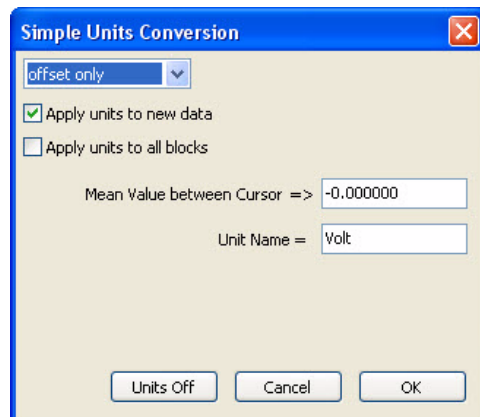 Simple Units Conversion
offset only
Apply units to new data
Apply units to all blocks
Mean Value between Cursor => -0.000000
Unit Name = Volt
Units Off Cancel OK